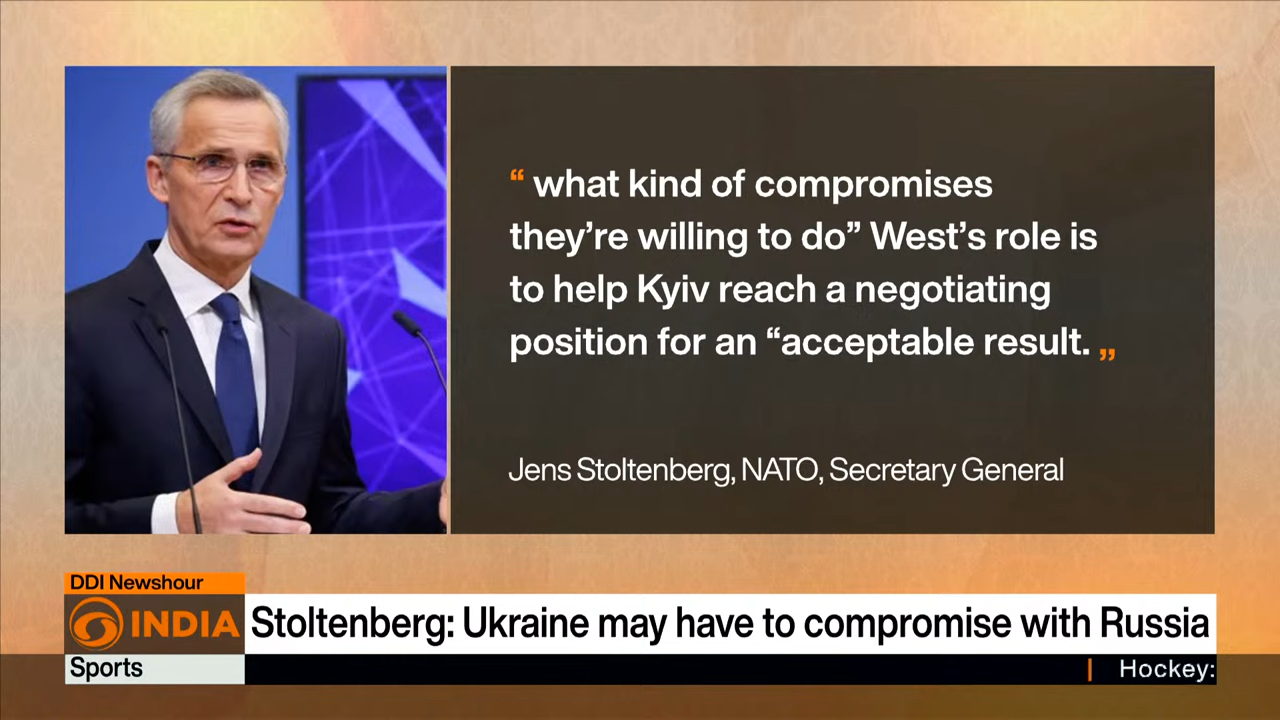 “ what kind of compromises
they’re willing to do” West’s role is
to help Kyiv reach a negotiating
position for an “acceptable result. „
Jens Stoltenberg, NATO, Secretary General
DDI Newshour
INDIA
Stoltenberg: Ukraine may have to compromise with Russia
Sports
| Hockey: